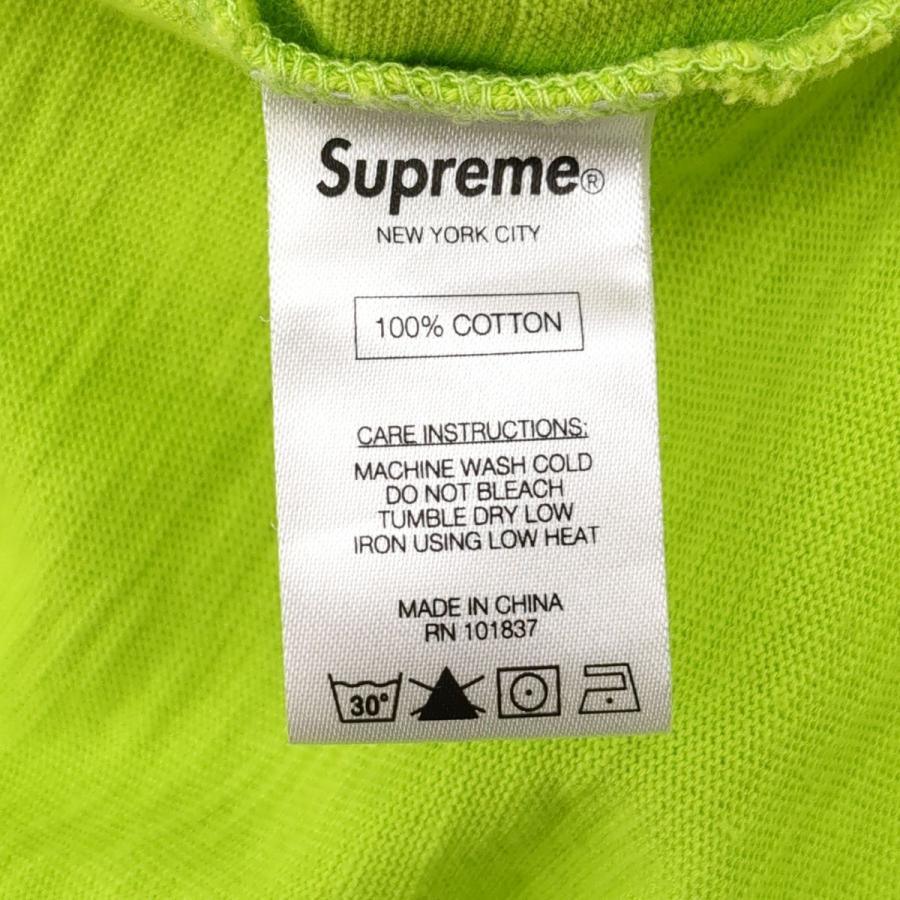 Supreme®
NEW YORK CITY
100% COTTON
CARE INSTRUCTIONS:
MACHINE WASH COLD
DO NOT BLEACH
TUMBLE DRY LOW
IRON USING LOW HEAT
MADE IN CHINA
RN 101837
30°